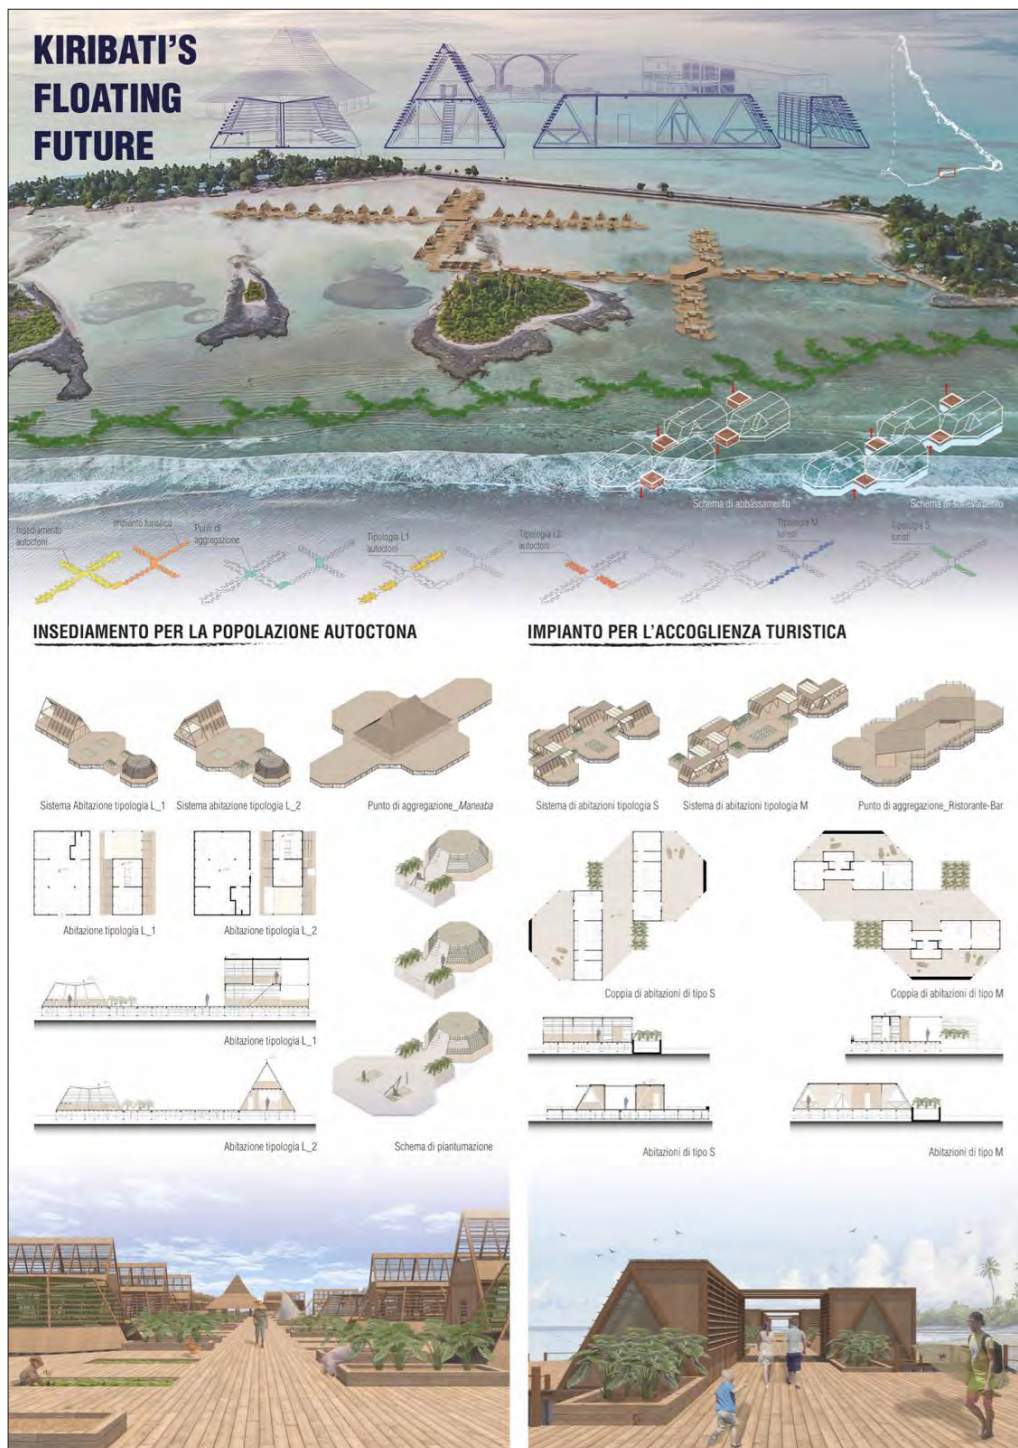 KIRIBATI'S
FLOATING
FUTURE
Schema di abbassamento
Schema di sollevamento
Insediamento
autoctoni
Impianto turistico
Punti di
aggregazione
Tipologia L1
autoctoni
Tipologia L2
autoctoni
Tipologia M
turisti
Tipologia S
turisti
INSEDIAMENTO PER LA POPOLAZIONE AUTOCTONA
IMPIANTO PER L'ACCOGLIENZA TURISTICA
Sistema Abitazione tipologia L_1
Sistema abitazione tipologia L_2
Punto di aggregazione_Maneaba
Sistema di abitazioni tipologia S
Sistema di abitazioni tipologia M
Punto di aggregazione_Ristorante-Bar
Abitazione tipologia L_1
Abitazione tipologia L_2
Coppia di abitazioni di tipo S
Coppia di abitazioni di tipo M
Abitazione tipologia L_1
Abitazione tipologia L_2
Schema di piantumazione
Abitazioni di tipo S
Abitazioni di tipo M